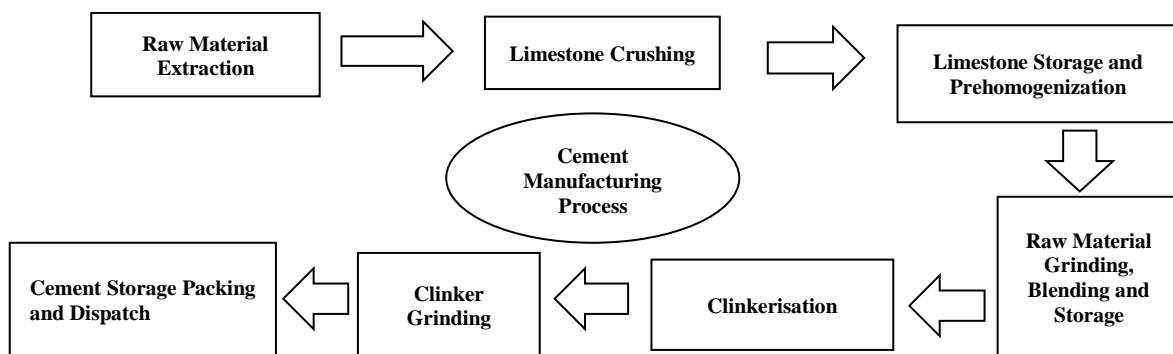 Raw Material
Extraction
Limestone Crushing
Limestone Storage and
Prehomogenization
Cement
Manufacturing
Process
Raw Material
Grinding,
Blending and
Storage
Clinkerisation
Clinker
Grinding
Cement Storage Packing
and Dispatch